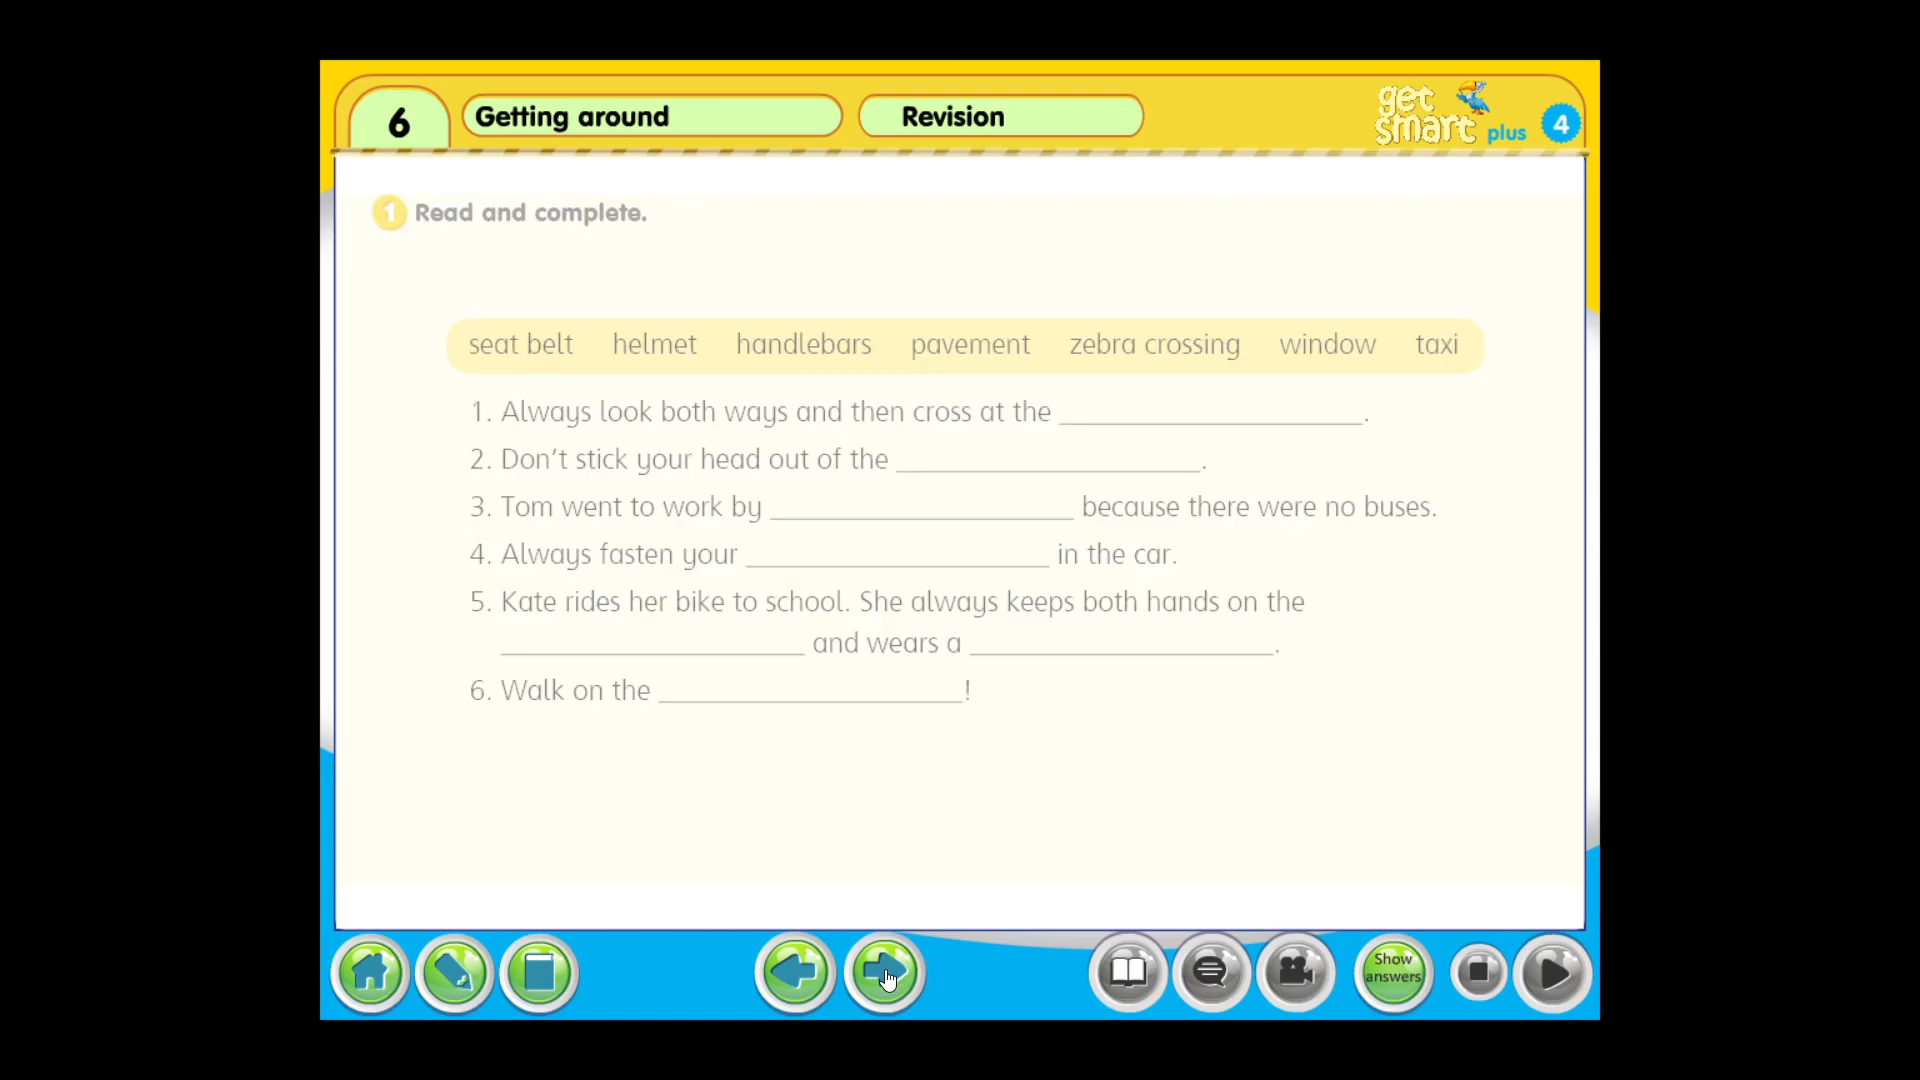 6 Getting around Revision get smart plus 4
1 Read and complete.
seat belt helmet handlebars pavement zebra crossing window taxi
1. Always look both ways and then cross at the ____________________.
2. Don't stick your head out of the ____________________.
3. Tom went to work by ____________________ because there were no buses.
4. Always fasten your ____________________ in the car.
5. Kate rides her bike to school. She always keeps both hands on the
____________________ and wears a ____________________.
6. Walk on the ____________________!
Show
answers